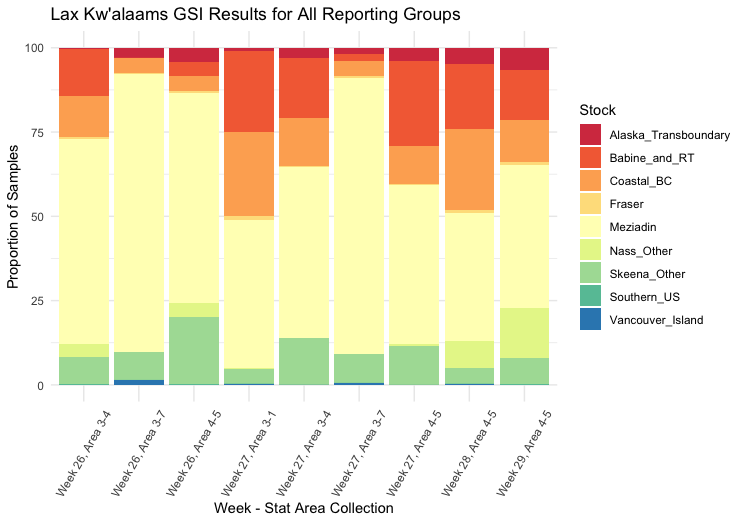 Lax Kw'alaams GSI Results for All Reporting Groups
Proportion of Samples
100
75
50
25
0
Week 26, Area 3-4
Week 26, Area 3-7
Week 26, Area 4-5
Week 27, Area 3-1
Week 27, Area 3-4
Week 27, Area 3-7
Week 27, Area 4-5
Week 28, Area 4-5
Week 29, Area 4-5
Week - Stat Area Collection
Stock
Alaska_Transboundary
Babine_and_RT
Coastal_BC
Fraser
Meziadin
Nass_Other
Skeena_Other
Southern_US
Vancouver_Island